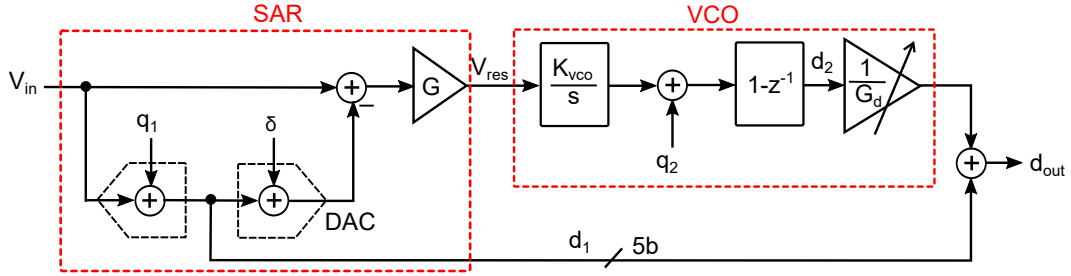 SAR
VCO
V_in
q_1
δ
DAC
–
G
V_res
K_vco
s
q_2
1-z^-1
d_2
1
G_d
d_out
d_1
5b